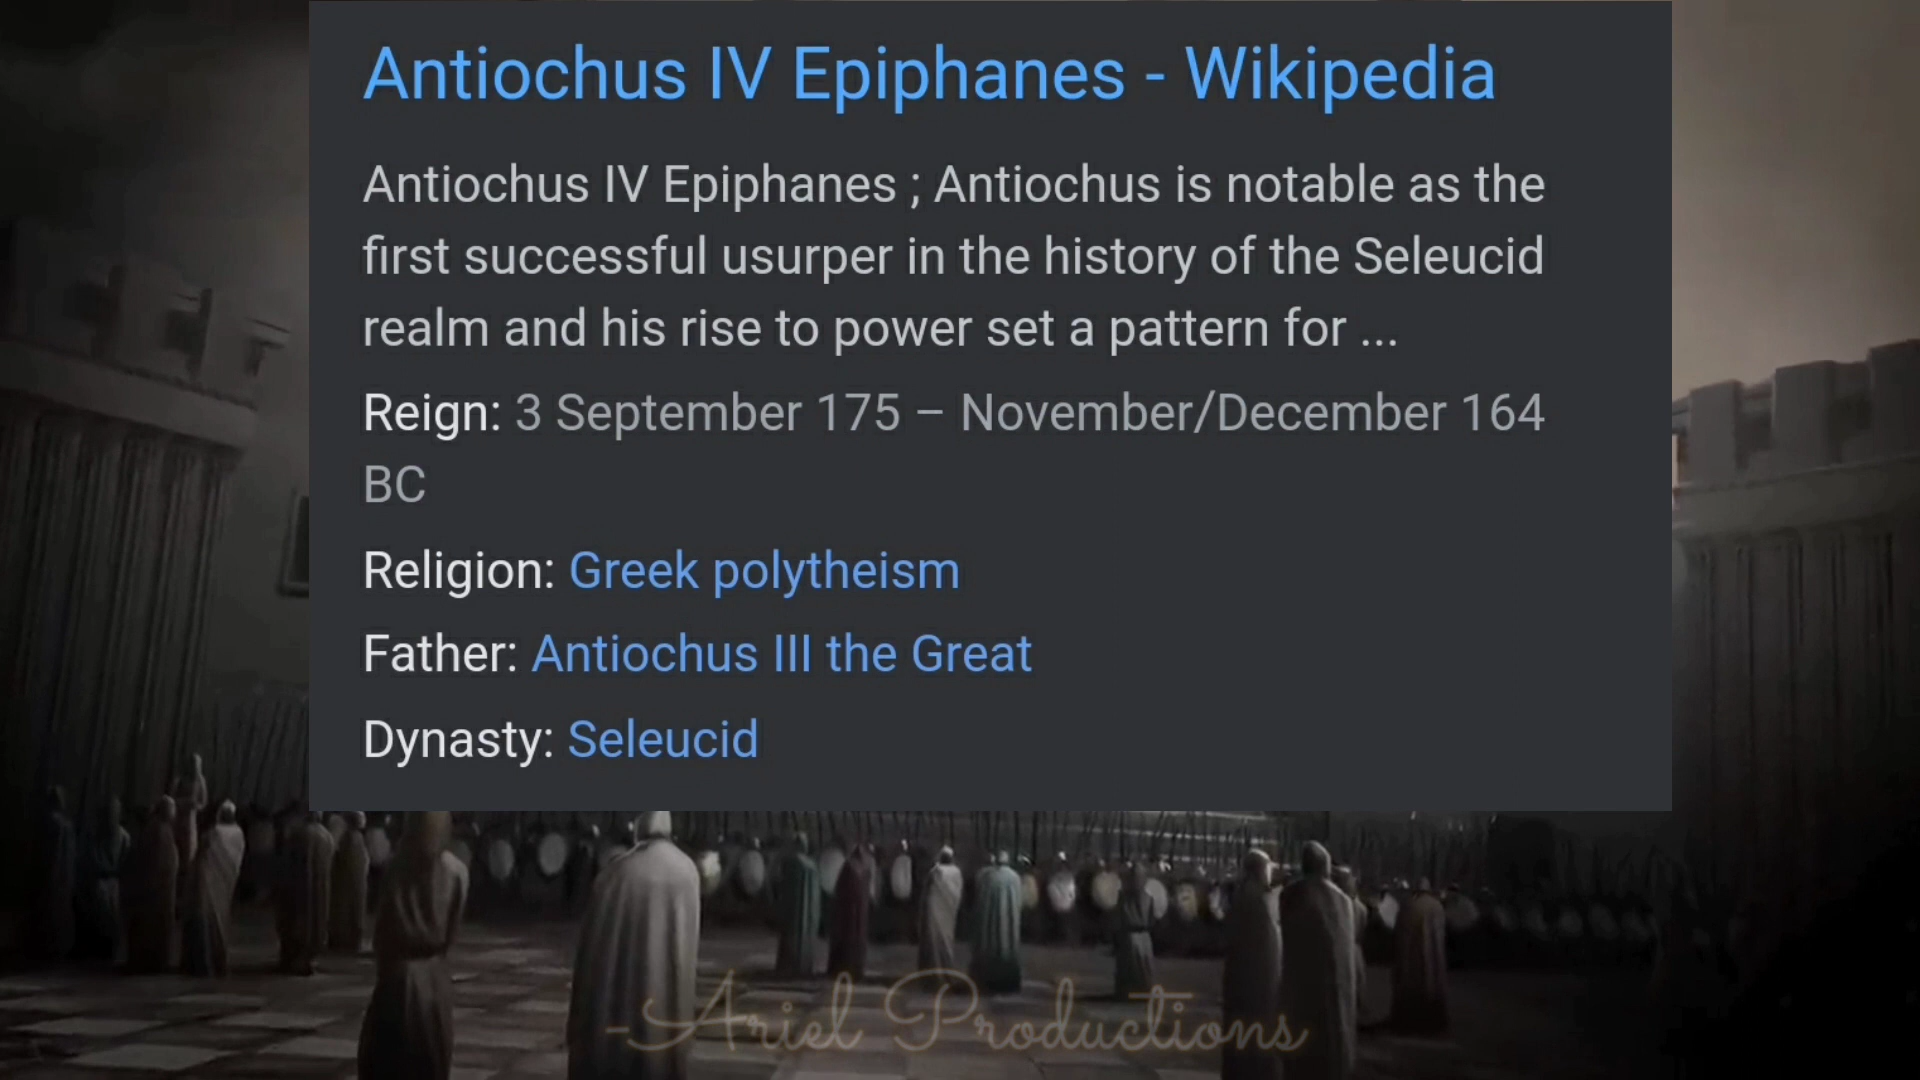 Antiochus IV Epiphanes - Wikipedia
Antiochus IV Epiphanes ; Antiochus is notable as the
first successful usurper in the history of the Seleucid
realm and his rise to power set a pattern for ...
Reign: 3 September 175 – November/December 164
BC
Religion: Greek polytheism
Father: Antiochus III the Great
Dynasty: Seleucid
-Ariel Productions